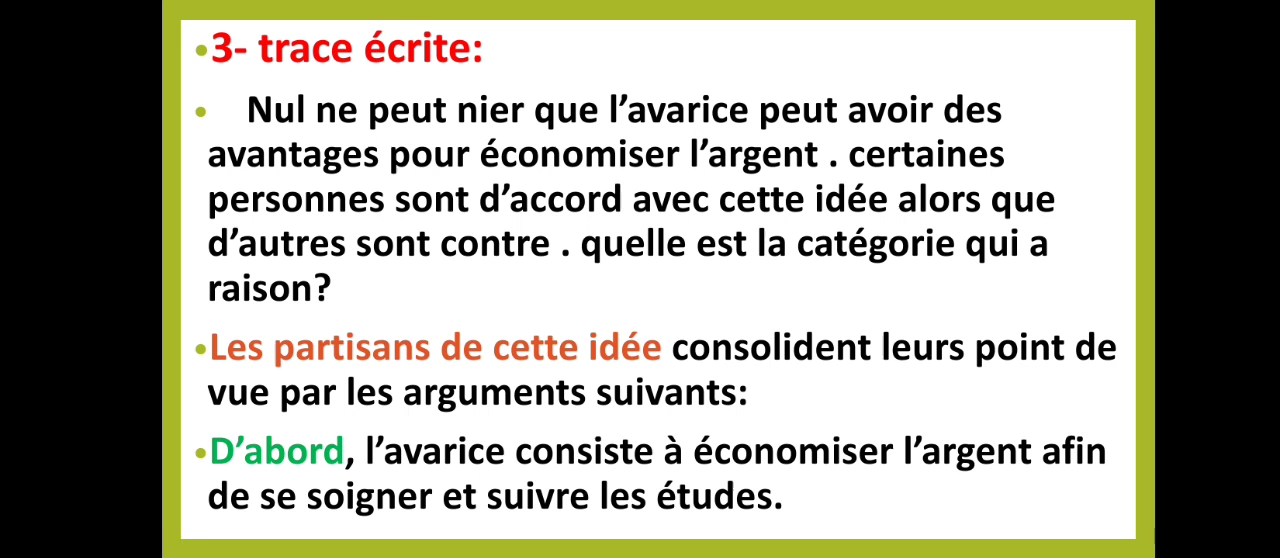 •3- trace écrite:
• Nul ne peut nier que l’avarice peut avoir des
avantages pour économiser l’argent . certaines
personnes sont d’accord avec cette idée alors que
d’autres sont contre . quelle est la catégorie qui a
raison?
•Les partisans de cette idée consolident leurs point de
vue par les arguments suivants:
•D’abord, l’avarice consiste à économiser l’argent afin
de se soigner et suivre les études.